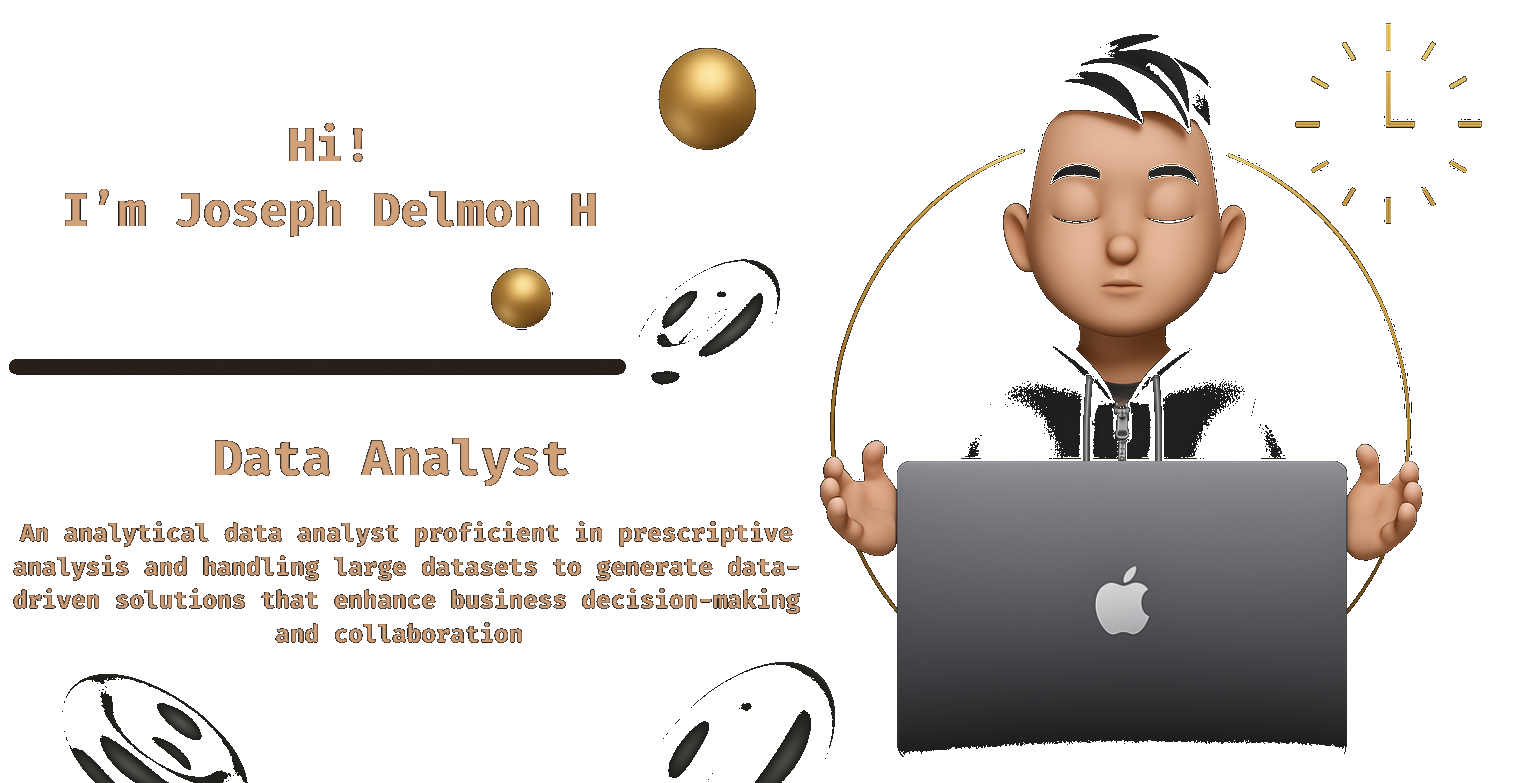 Hi!
I’m Joseph Delmon H
Data Analyst
An analytical data analyst proficient in prescriptive
analysis and handling large datasets to generate data-
driven solutions that enhance business decision-making
and collaboration